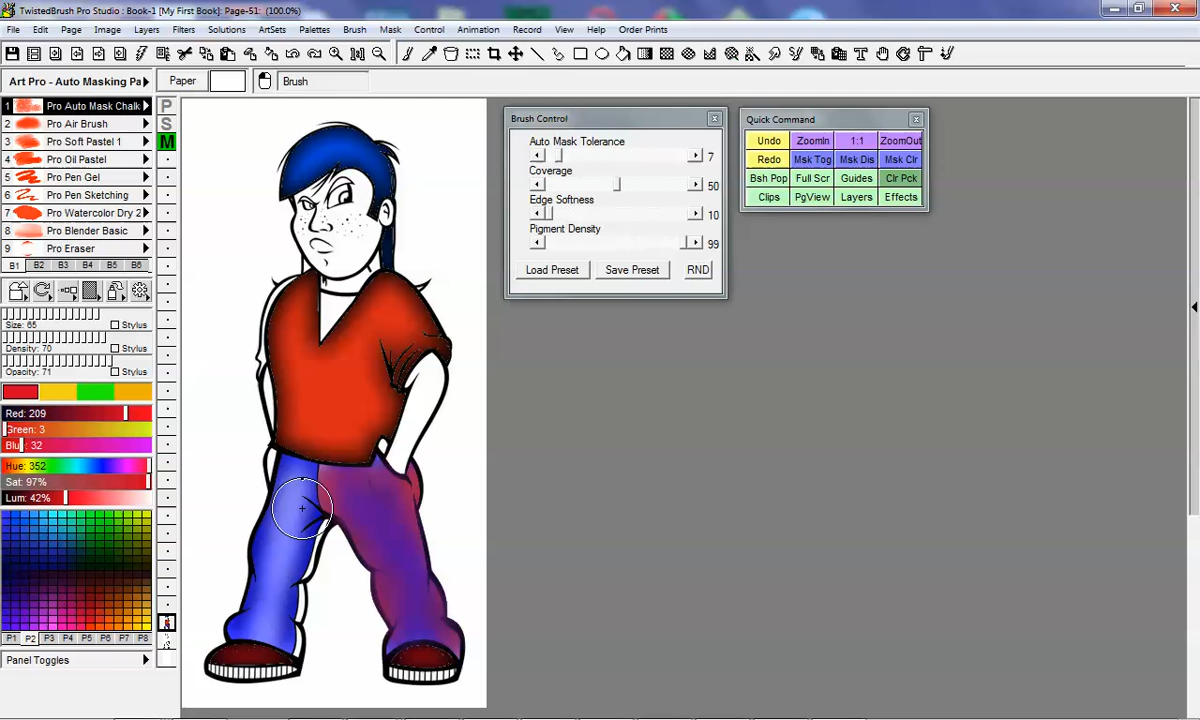 TwistedBrush Pro Studio : Book-1 [My First Book]: Page-51: (100.0%)
File Edit Page Image Layers Filters Solutions ArtSets Palettes Brush Mask Control Animation Record View Help Order Prints
Art Pro - Auto Masking Pa
Paper
Brush
1 Pro Auto Mask Chalk
2 Pro Air Brush
3 Pro Soft Pastel 1
4 Pro Oil Pastel
5 Pro Pen Gel
6 Pro Pen Sketching
7 Pro Watercolor Dry 2
8 Pro Blender Basic
9 Pro Eraser
P
S
M
B1 B2 B3 B4 B5 B6
Size: 65 Stylus
Density: 70 Stylus
Opacity: 71 Stylus
Red: 209
Green: 3
Blu: 32
Hue: 352
Sat: 97%
Lum: 42%
P1 P2 P3 P4 P5 P6 P7 P8
Panel Toggles
Brush Control
Auto Mask Tolerance
7
Coverage
50
Edge Softness
10
Pigment Density
99
Load Preset Save Preset RND
Quick Command
Undo ZoomIn 1:1 ZoomOut
Redo Msk Tog Msk Dis Msk Clr
Bsh Pop Full Scr Guides Clr Pck
Clips PgView Layers Effects